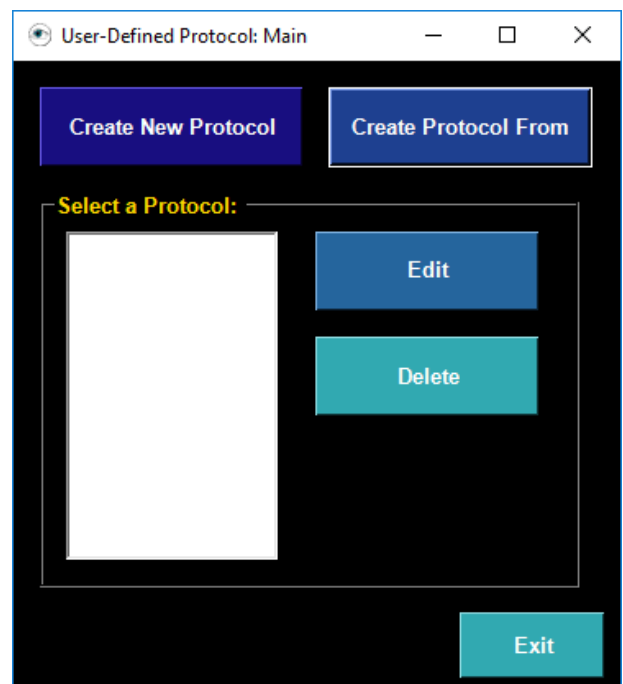 User-Defined Protocol: Main
Create New Protocol
Create Protocol From
Select a Protocol:
Edit
Delete
Exit